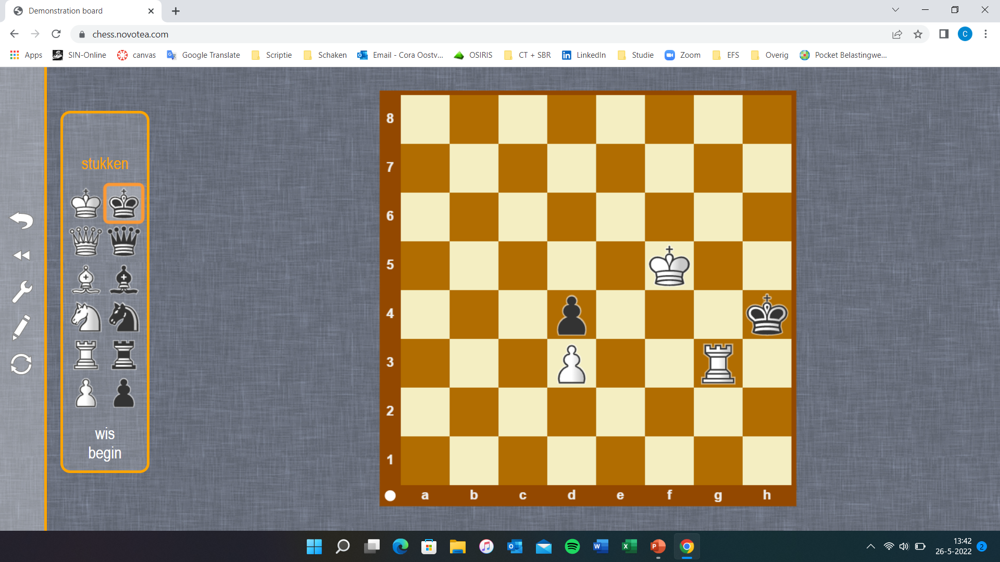 Demonstration board
chess.novotea.com
C
Apps
SIN-Online
canvas
Google Translate
Scriptie
Schaken
Email - Cora Oostv...
OSIRIS
CT + SBR
LinkedIn
Studie
Zoom
EFS
Overig
Pocket Belastingwe...
stukken
wis
begin
8
7
6
5
4
3
2
1
a b c d e f g h
13:42
26-5-2022
2